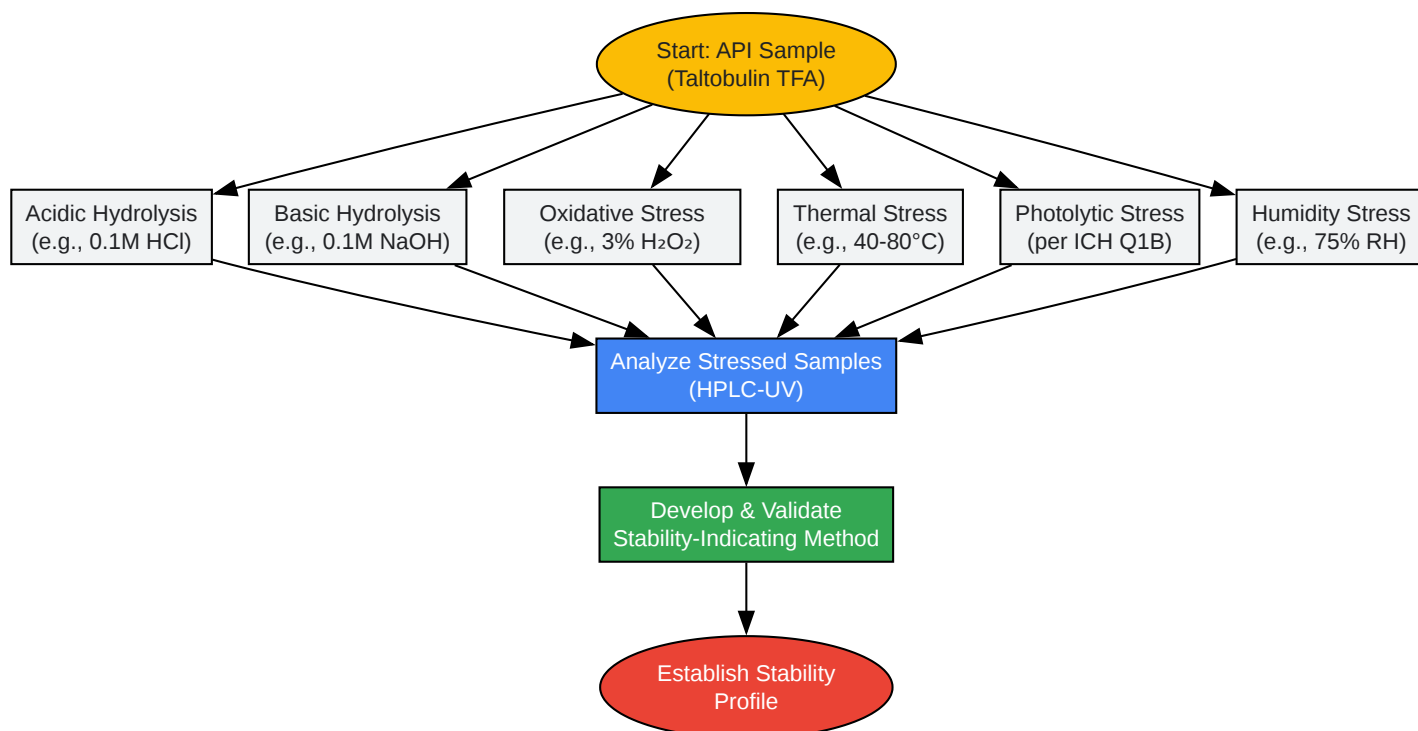 Start: API Sample
(Taltobulin TFA)
Acidic Hydrolysis
(e.g., 0.1M HCl)
Basic Hydrolysis
(e.g., 0.1M NaOH)
Oxidative Stress
(e.g., 3% H₂O₂)
Thermal Stress
(e.g., 40-80°C)
Photolytic Stress
(per ICH Q1B)
Humidity Stress
(e.g., 75% RH)
Analyze Stressed Samples
(HPLC-UV)
Develop & Validate
Stability-Indicating Method
Establish Stability
Profile